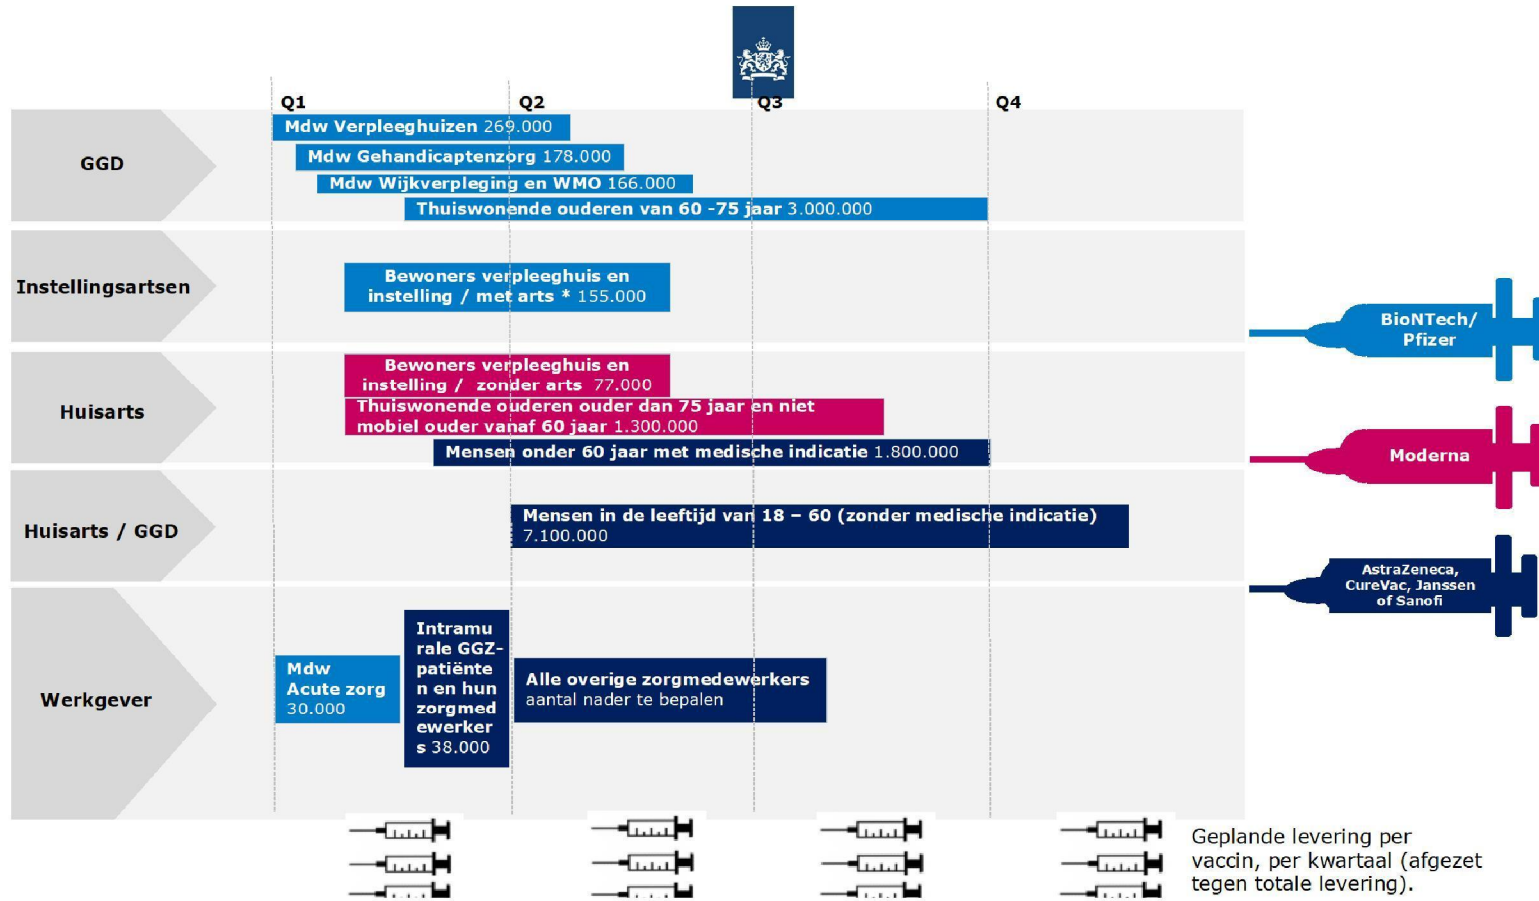 Q1
Q2
Q3
Q4
GGD
Mdw Verpleeghuizen 269.000
Mdw Gehandicaptenzorg 178.000
Mdw Wijkverpleging en WMO 166.000
Thuiswonende ouderen van 60 -75 jaar 3.000.000
Instellingsartsen
Bewoners verpleeghuis en
instelling / met arts * 155.000
Huisarts
Bewoners verpleeghuis en
instelling / zonder arts 77.000
Thuiswonende ouderen ouder dan 75 jaar en niet
mobiel ouder vanaf 60 jaar 1.300.000
Mensen onder 60 jaar met medische indicatie 1.800.000
Huisarts / GGD
Mensen in de leeftijd van 18 – 60 (zonder medische indicatie)
7.100.000
Werkgever
Mdw
Acute zorg
30.000
Intramu
rale GGZ-
patiënte
n en hun
zorgmed
ewerker
s 38.000
Alle overige zorgmedewerkers
aantal nader te bepalen
BioNTech/
Pfizer
Moderna
AstraZeneca,
CureVac, Janssen
of Sanofi
Geplande levering per
vaccin, per kwartaal (afgezet
tegen totale levering).